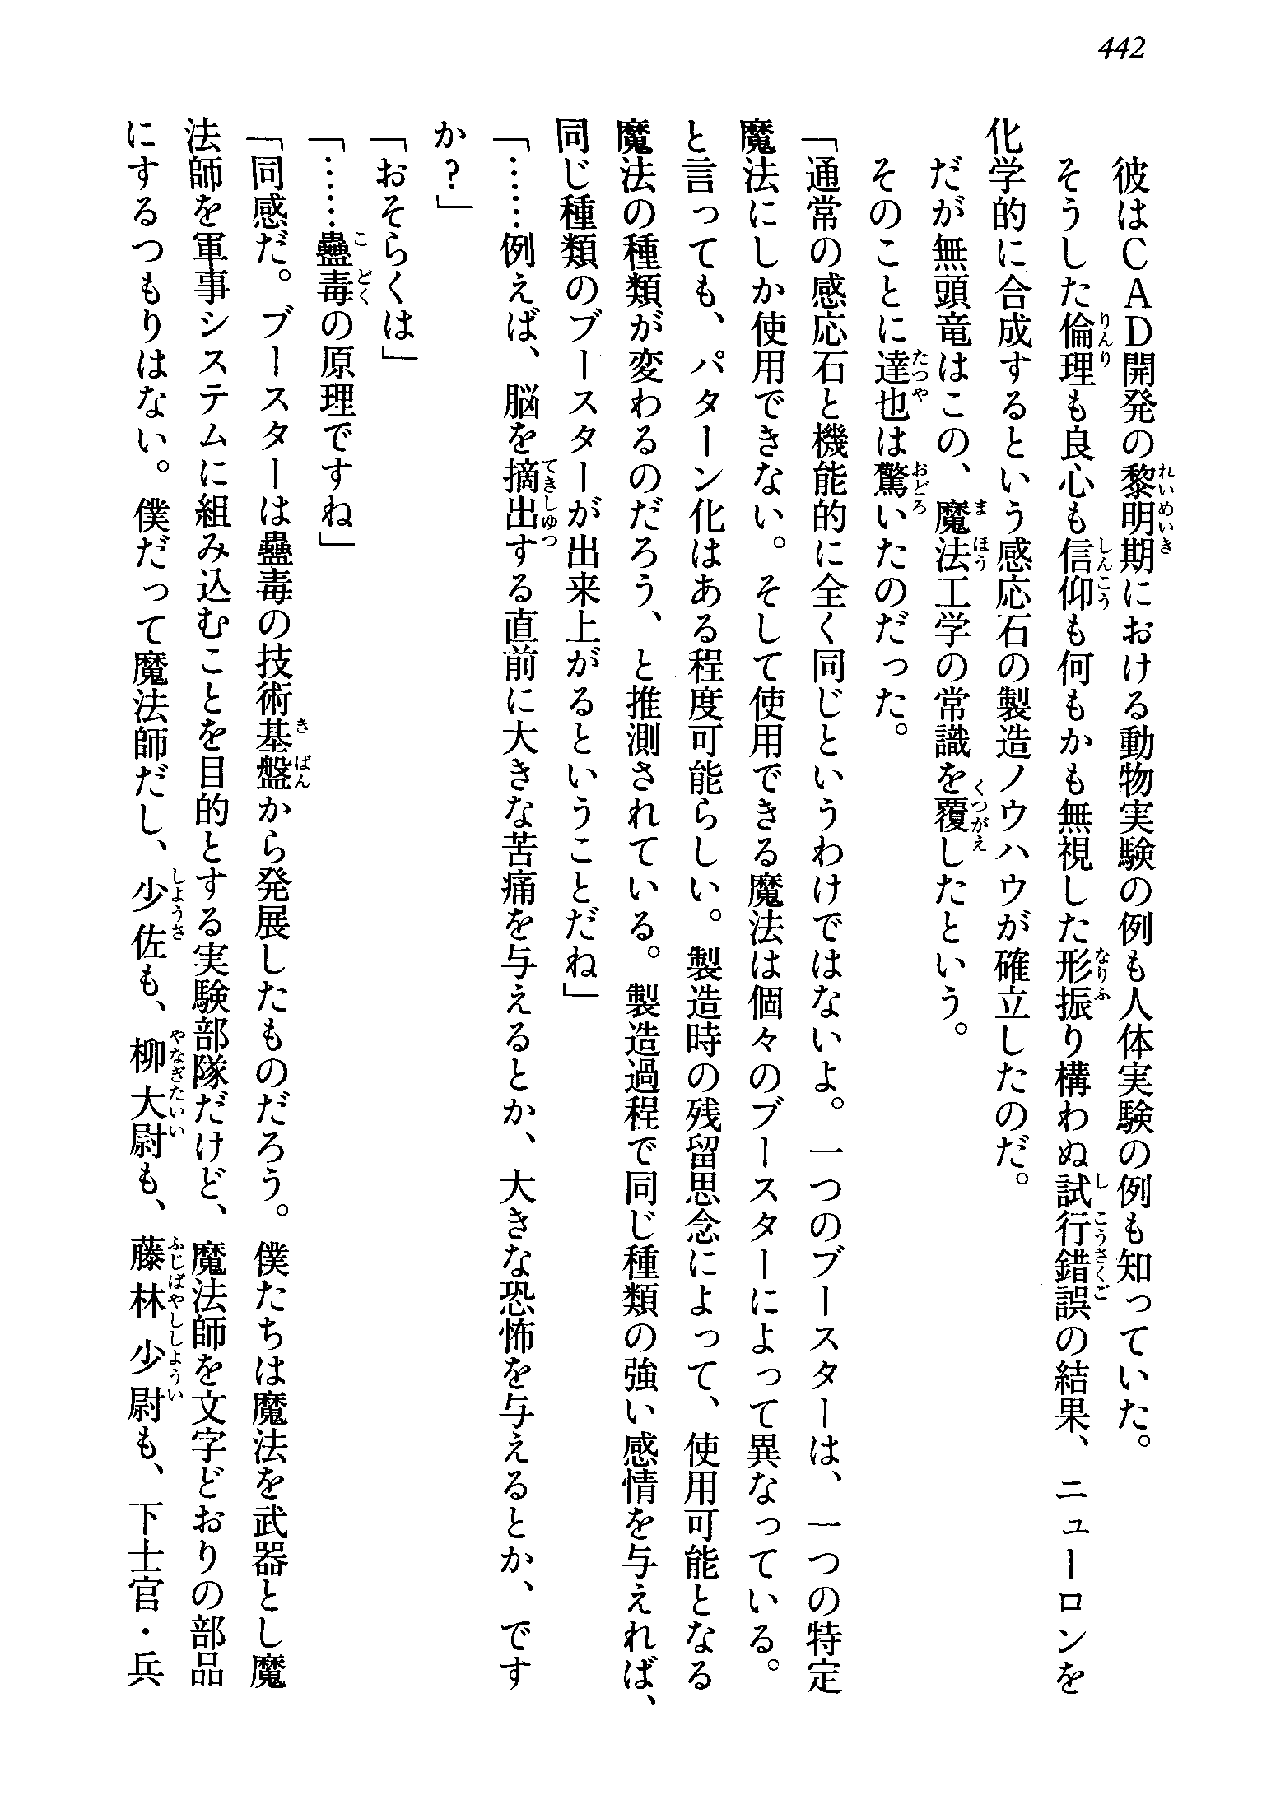 442
彼はCAD開発の黎明期における動物実験の例も人体実験の例も知っていた。
そうした倫理も良心も信仰も何もかも無視した形振り構わぬ試行錯誤の結果、ニューロンを
化学的に合成するという感応石の製造ノウハウが確立したのだ。
だが無頭竜はこの、魔法工学の常識を覆したという。
そのことに達也は驚いたのだった。
「通常の感応石と機能的に全く同じというわけではないよ。一つのブースターは、一つの特定
魔法にしか使用できない。そして使用できる魔法は個々のブースターによって異なっている。
と言っても、パターン化はある程度可能らしい。製造時の残留思念によって、使用可能となる
魔法の種類が変わるのだろう、と推測されている。製造過程で同じ種類の強い感情を与えれば、
同じ種類のブースターが出来上がるということだね」
「……例えば、脳を摘出する直前に大きな苦痛を与えるとか、大きな恐怖を与えるとか、です
か？」
「おそらくは」
「……蠱毒の原理ですね」
「同感だ。ブースターは蠱毒の技術基盤から発展したものだろう。僕たちは魔法を武器とし魔
法師を軍事システムに組み込むことを目的とする実験部隊だけど、魔法師を文字どおりの部品
にするつもりはない。僕だって魔法師だし、少佐も、柳大尉も、藤林少尉も、下士官・兵